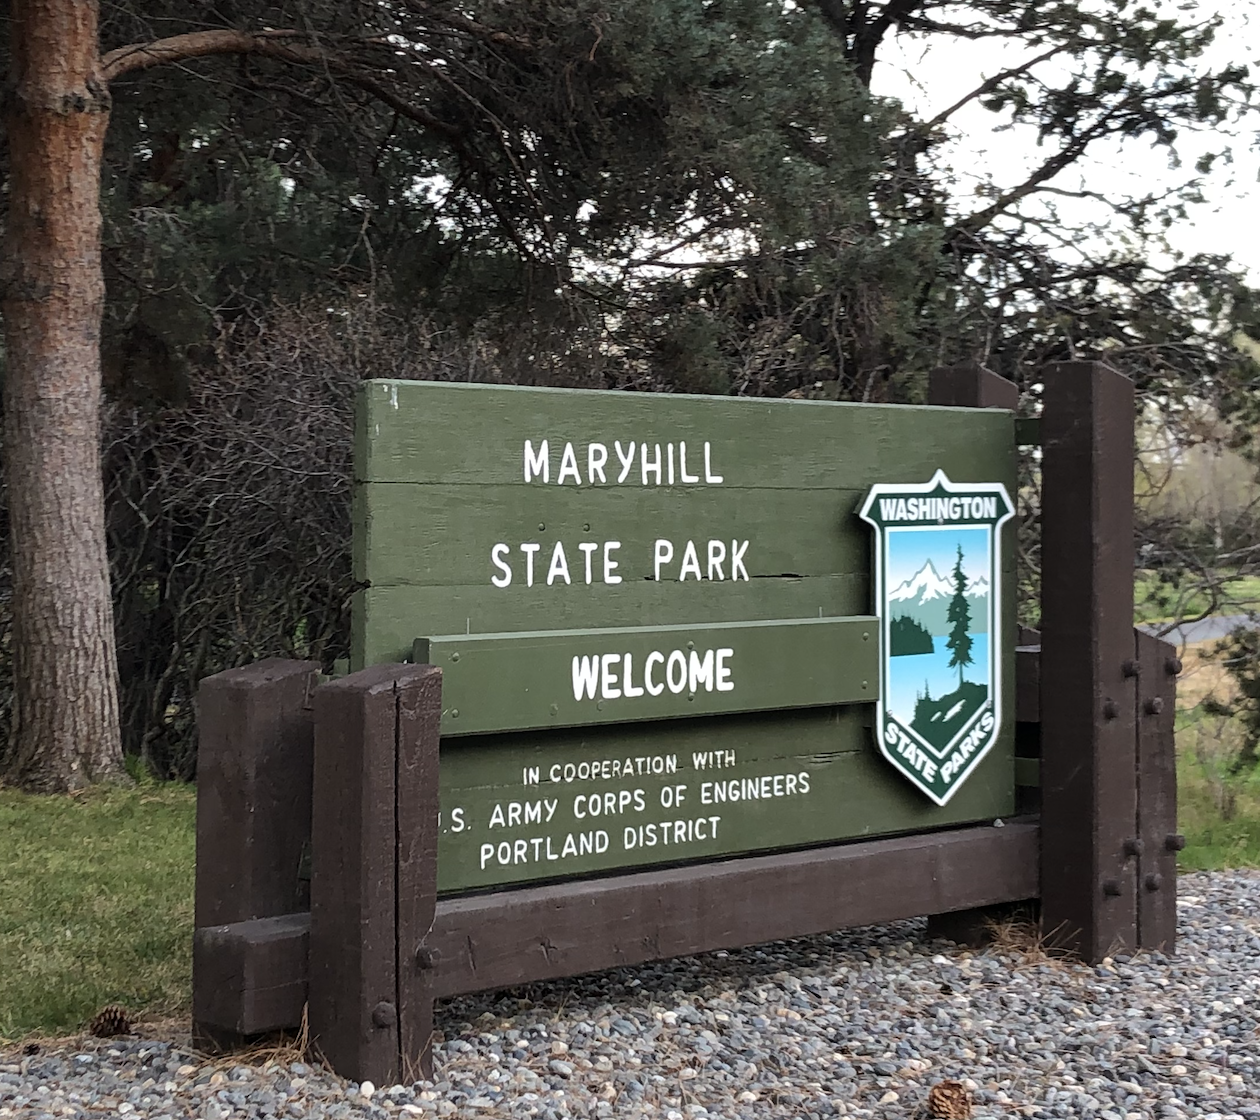 MARYHILL
STATE PARK
WELCOME
IN COOPERATION WITH
.S. ARMY CORPS OF ENGINEERS
PORTLAND DISTRICT
WASHINGTON
STATE PARKS